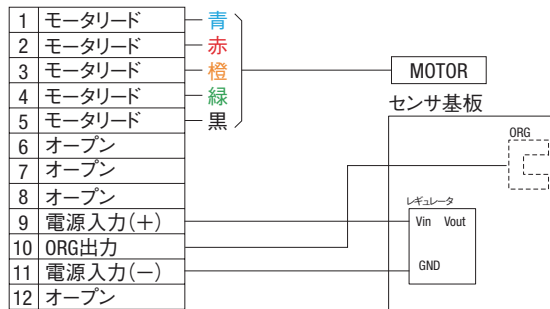 1 モータリード 青
2 モータリード 赤
3 モータリード 橙
4 モータリード 緑
5 モータリード 黒
6 オープン
7 オープン
8 オープン
9 電源入力(+)
10 ORG出力
11 電源入力(−)
12 オープン
MOTOR
センサ基板
ORG
レギュレータ
Vin Vout
GND